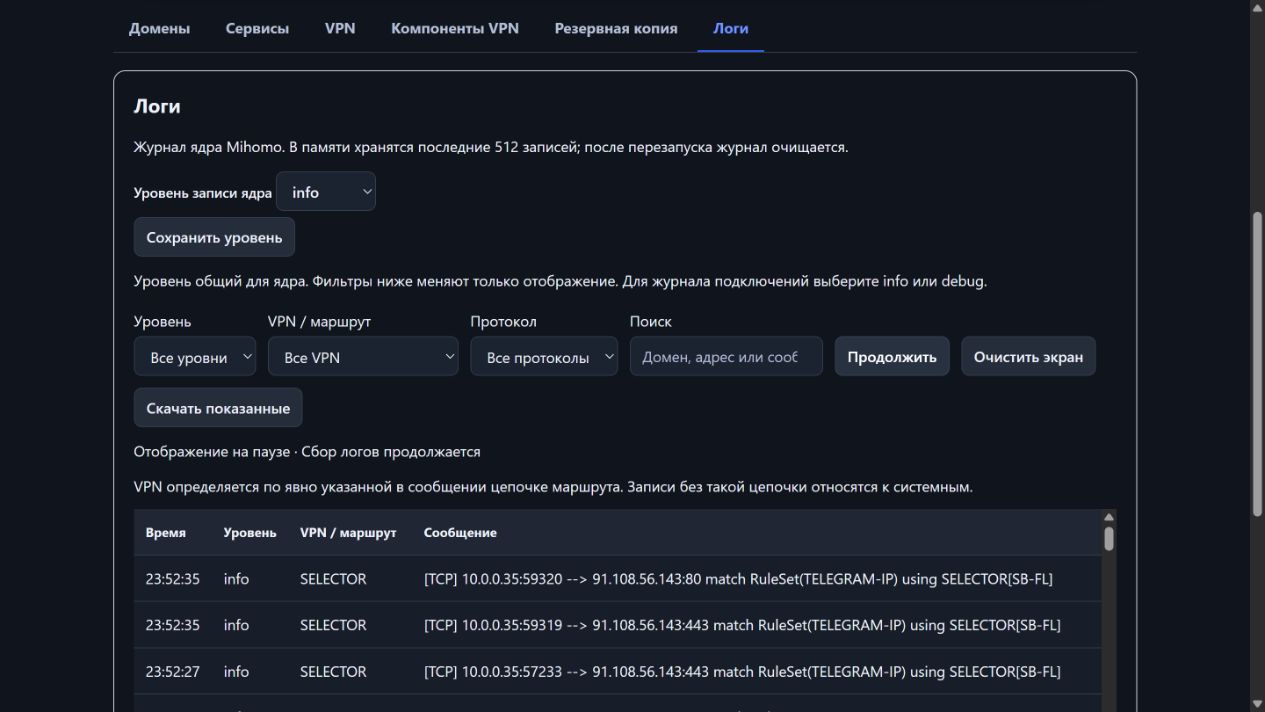 Домены Сервисы VPN Компоненты VPN Резервная копия Логи
Логи
Журнал ядра Mihomo. В памяти хранятся последние 512 записей; после перезапуска журнал очищается.
Уровень записи ядра info
Сохранить уровень
Уровень общий для ядра. Фильтры ниже меняют только отображение. Для журнала подключений выберите info или debug.
Уровень VPN / маршрут Протокол Поиск
Все уровни Все VPN Все протоколы Домен, адрес или сооб Продолжить Очистить экран
Скачать показанные
Отображение на паузе · Сбор логов продолжается
VPN определяется по явно указанной в сообщении цепочке маршрута. Записи без такой цепочки относятся к системным.
Время Уровень VPN / маршрут Сообщение
23:52:35 info SELECTOR [TCP] 10.0.0.35:59320 --> 91.108.56.143:80 match RuleSet(TELEGRAM-IP) using SELECTOR[SB-FL]
23:52:35 info SELECTOR [TCP] 10.0.0.35:59319 --> 91.108.56.143:443 match RuleSet(TELEGRAM-IP) using SELECTOR[SB-FL]
23:52:27 info SELECTOR [TCP] 10.0.0.35:57233 --> 91.108.56.143:443 match RuleSet(TELEGRAM-IP) using SELECTOR[SB-FL]